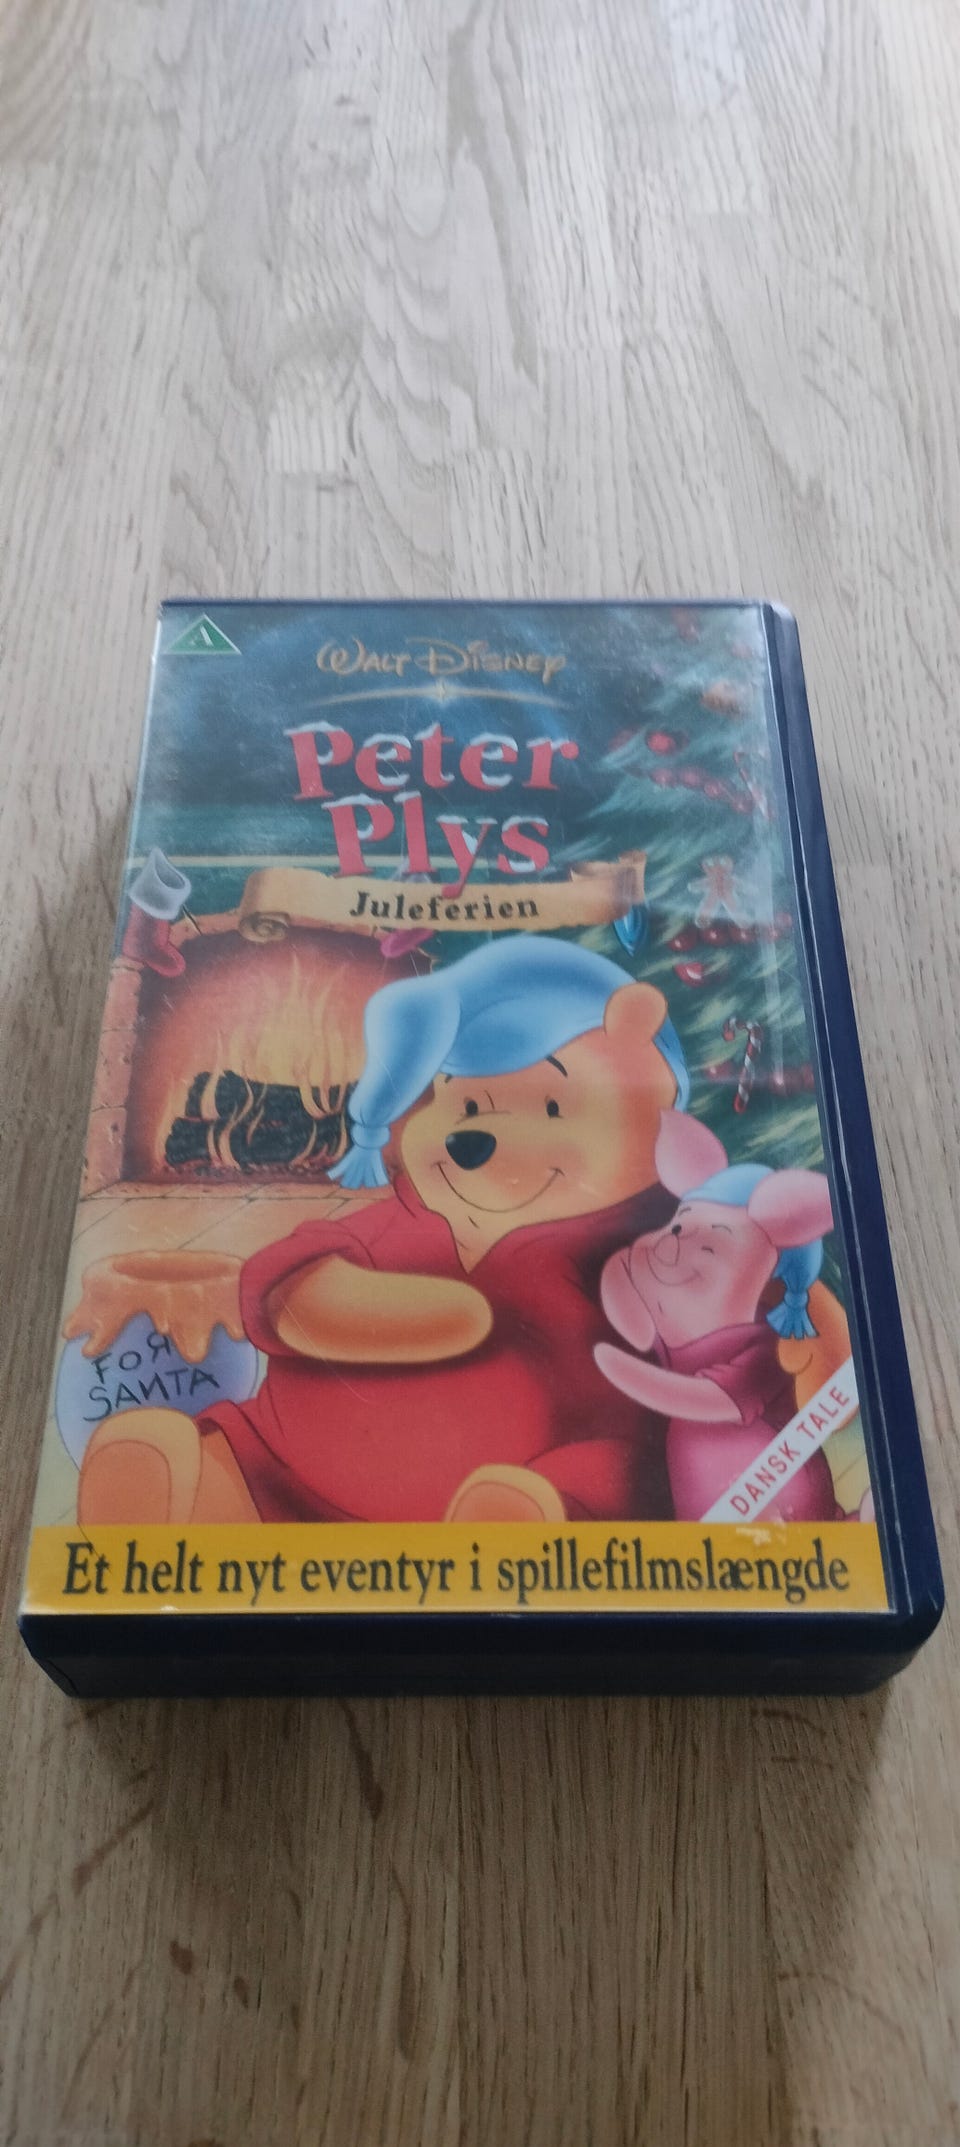 A
WALT DISNEY
Peter
Plys
Juleferien
FOR
SANTA
DANSK TALE
Et helt nyt eventyr i spillefilmslængde